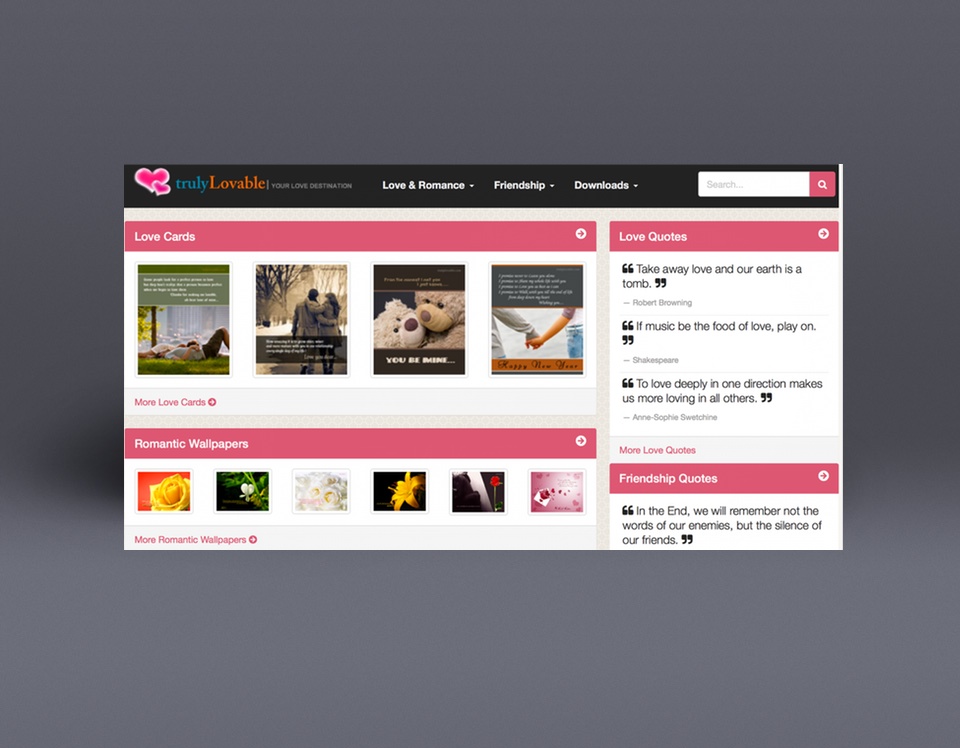 trulyLovable| YOUR LOVE DESTINATION
Love & Romance
Friendship
Downloads
Search...
Love Cards
YOU BE MINE...
Happy New Year
More Love Cards
Romantic Wallpapers
More Romantic Wallpapers
Love Quotes
❝ Take away love and our earth is a
tomb. ❞
— Robert Browning
❝ If music be the food of love, play on.
❞
— Shakespeare
❝ To love deeply in one direction makes
us more loving in all others. ❞
— Anne-Sophie Swetchine
More Love Quotes
Friendship Quotes
❝ In the End, we will remember not the
words of our enemies, but the silence of
our friends. ❞